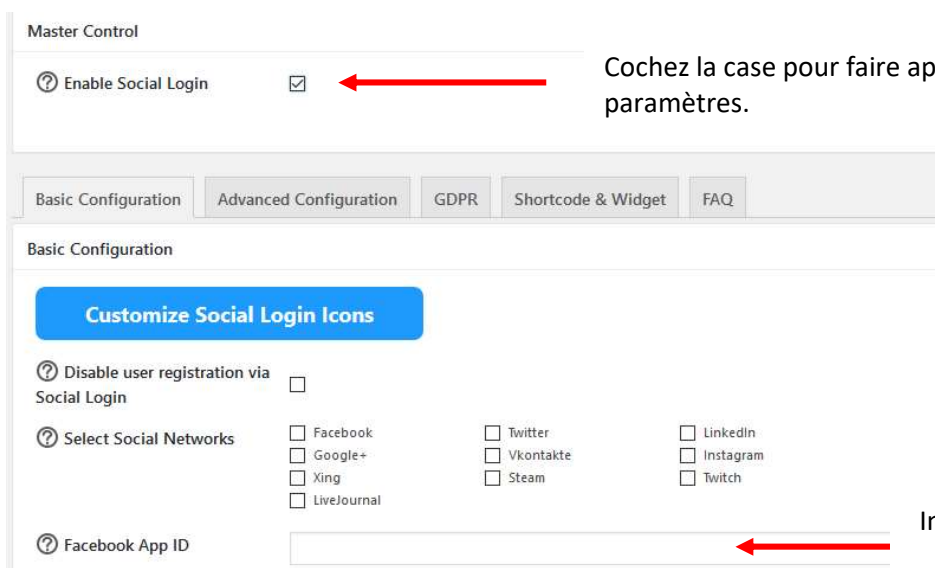 Master Control
Enable Social Login
Cochez la case pour faire
paramètres.
Basic Configuration Advanced Configuration GDPR Shortcode & Widget FAQ
Basic Configuration
Customize Social Login Icons
Disable user registration via
Social Login
Select Social Networks
Facebook Twitter LinkedIn
Google+ Vkontakte Instagram
Xing Steam Twitch
LiveJournal
Facebook App ID